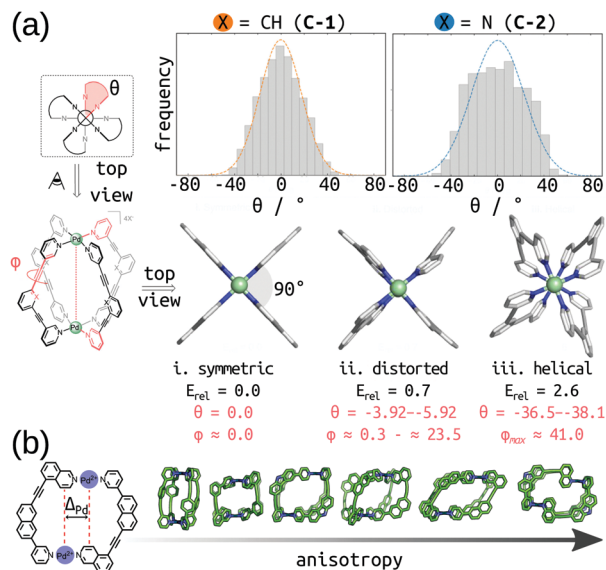 (a)
X = CH (C-1)
X = N (C-2)
θ
N N N N N N N N
X
frequency
-80 -40 0 40 80
θ / °
-80 -40 0 40 80
θ / °
top
view
4X-
N Pd N
N N
φ
X X
N Pd N
N N
top
view
90°
i. symmetric
E_rel = 0.0
θ = 0.0
φ ≈ 0.0
ii. distorted
E_rel = 0.7
θ = -3.92--5.92
φ ≈ 0.3 - ≈ 23.5
iii. helical
E_rel = 2.6
θ = -36.5--38.1
φ_max ≈ 41.0
(b)
N Pd²⁺ N
Δ_Pd
N Pd²⁺ N
anisotropy